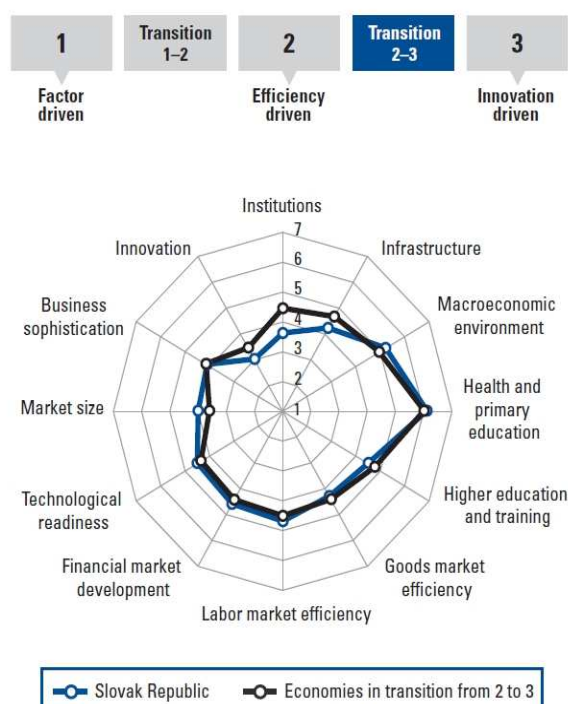 1
Transition
1–2
2
Transition
2–3
3
Factor
driven
Efficiency
driven
Innovation
driven
Institutions
7
Innovation
Infrastructure
6
5
Business
sophistication
Macroeconomic
environment
4
3
Health and
primary
education
2
Market size
1
Technological
readiness
Higher education
and training
Financial market
development
Goods market
efficiency
Labor market efficiency
Slovak Republic
Economies in transition from 2 to 3